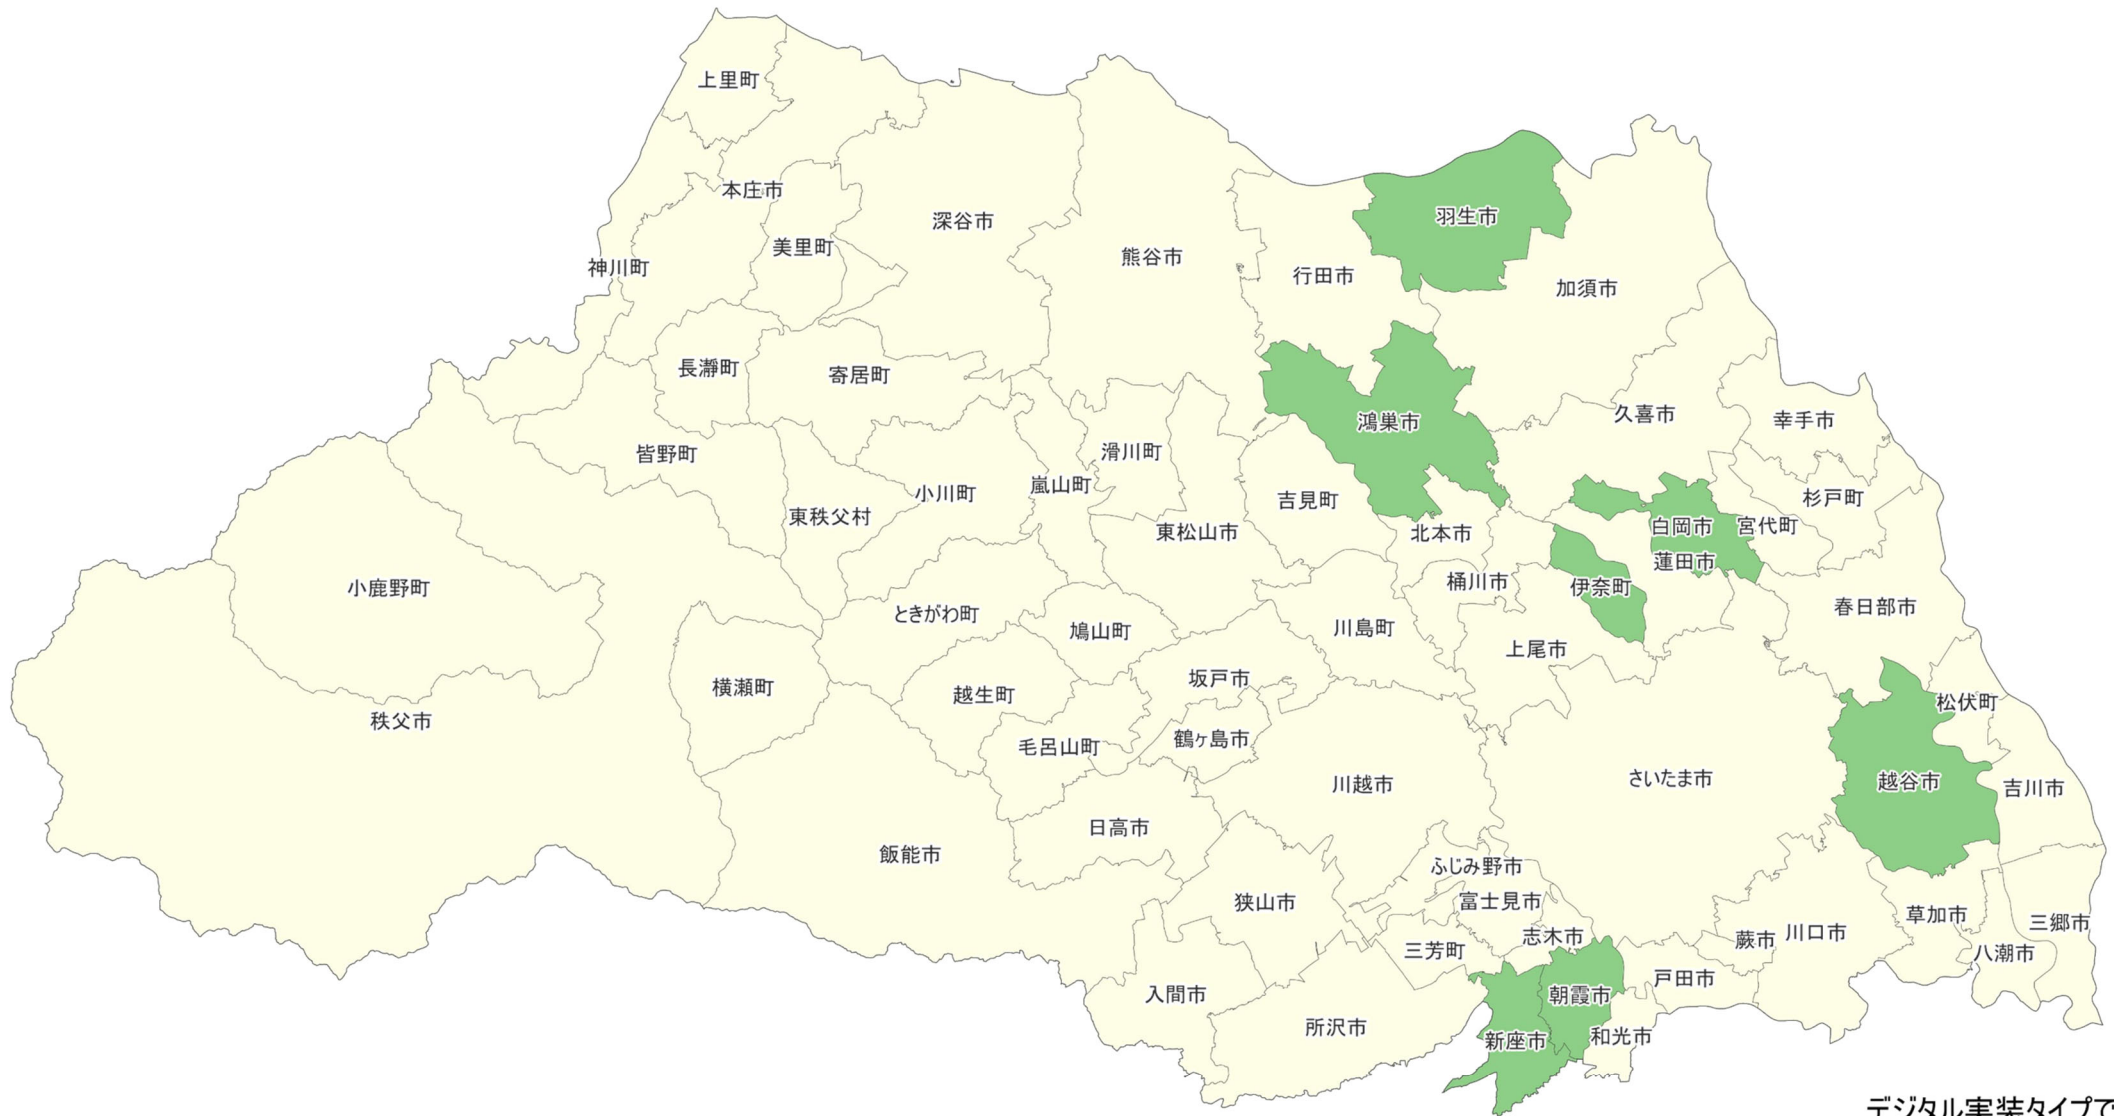 上里町
本庄市
深谷市
羽生市
美里町
熊谷市
神川町
行田市
加須市
長瀞町
寄居町
久喜市
幸手市
鴻巣市
皆野町
滑川町
嵐山町
小川町
東秩父村
吉見町
杉戸町
東松山市
北本市
白岡市
宮代町
蓮田市
小鹿野町
桶川市
伊奈町
春日部市
ときがわ町
鳩山町
川島町
上尾市
横瀬町
越生町
坂戸市
松伏町
秩父市
毛呂山町
鶴ヶ島市
川越市
さいたま市
越谷市
吉川市
日高市
飯能市
ふじみ野市
狭山市
富士見市
草加市
三郷市
志木市
蕨市
川口市
三芳町
八潮市
戸田市
入間市
朝霞市
所沢市
新座市
和光市
デジタル実装タイプで